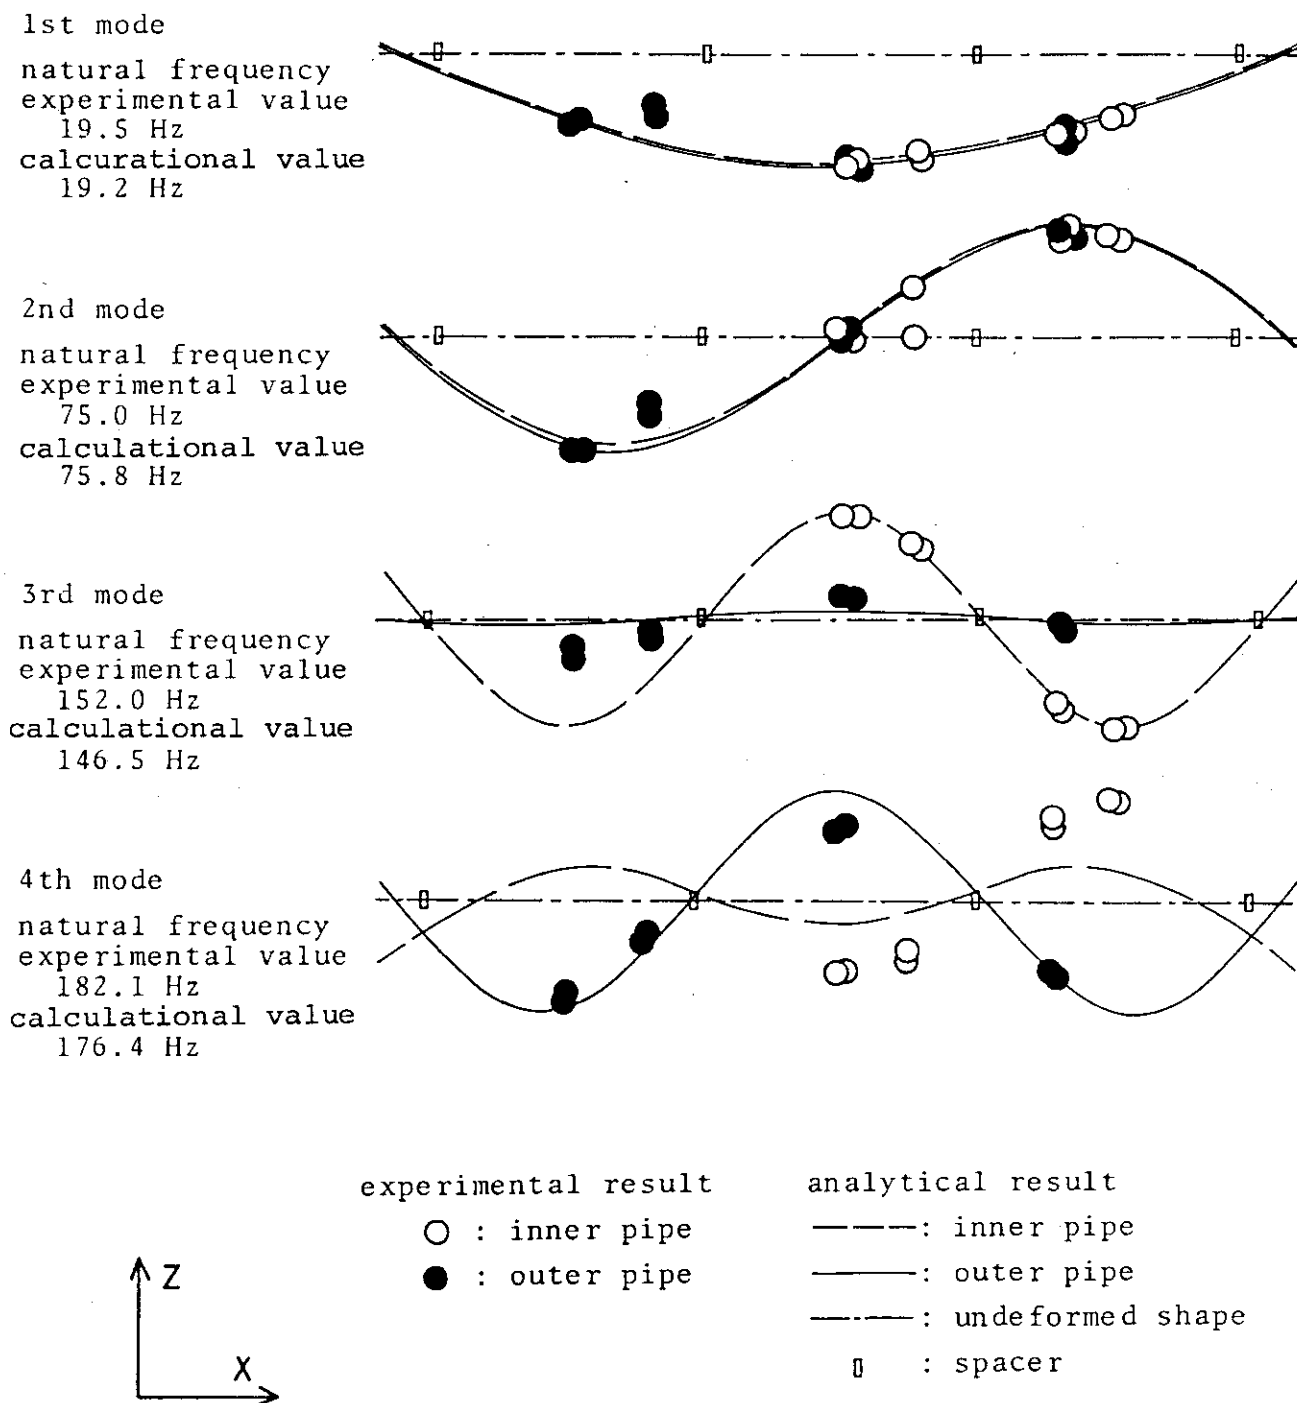 1st mode
natural frequency
experimental value
19.5 Hz
calcurational value
19.2 Hz
2nd mode
natural frequency
experimental value
75.0 Hz
calculational value
75.8 Hz
3rd mode
natural frequency
experimental value
152.0 Hz
calculational value
146.5 Hz
4th mode
natural frequency
experimental value
182.1 Hz
calculational value
176.4 Hz
experimental result
: inner pipe
: outer pipe
analytical result
: inner pipe
: outer pipe
: undeformed shape
: spacer
Z
X